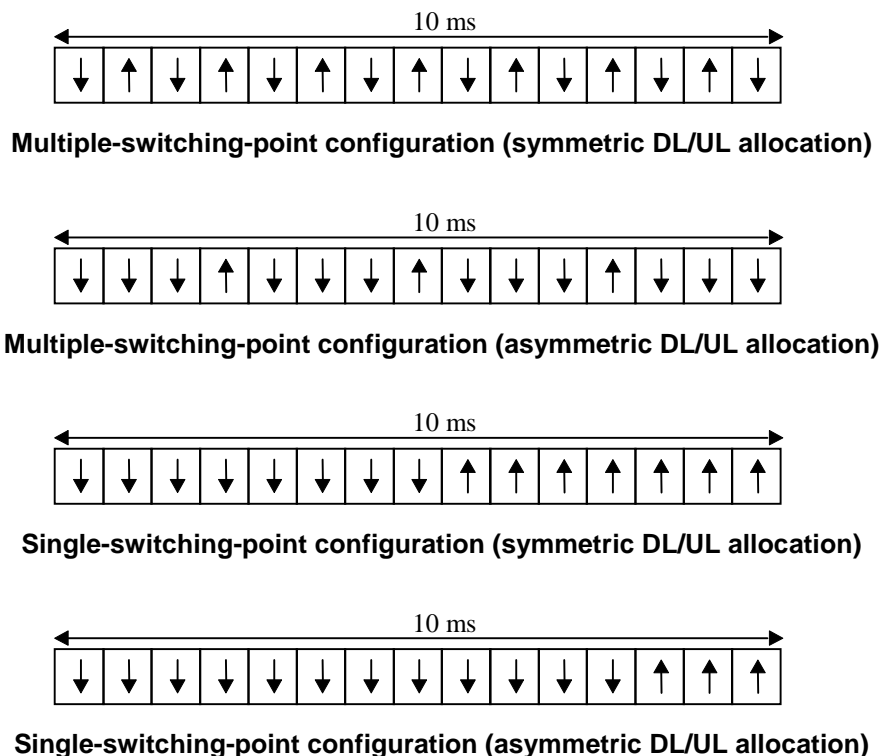 10 ms
Multiple-switching-point configuration (symmetric DL/UL allocation)
10 ms
Multiple-switching-point configuration (asymmetric DL/UL allocation)
10 ms
Single-switching-point configuration (symmetric DL/UL allocation)
10 ms
Single-switching-point configuration (asymmetric DL/UL allocation)